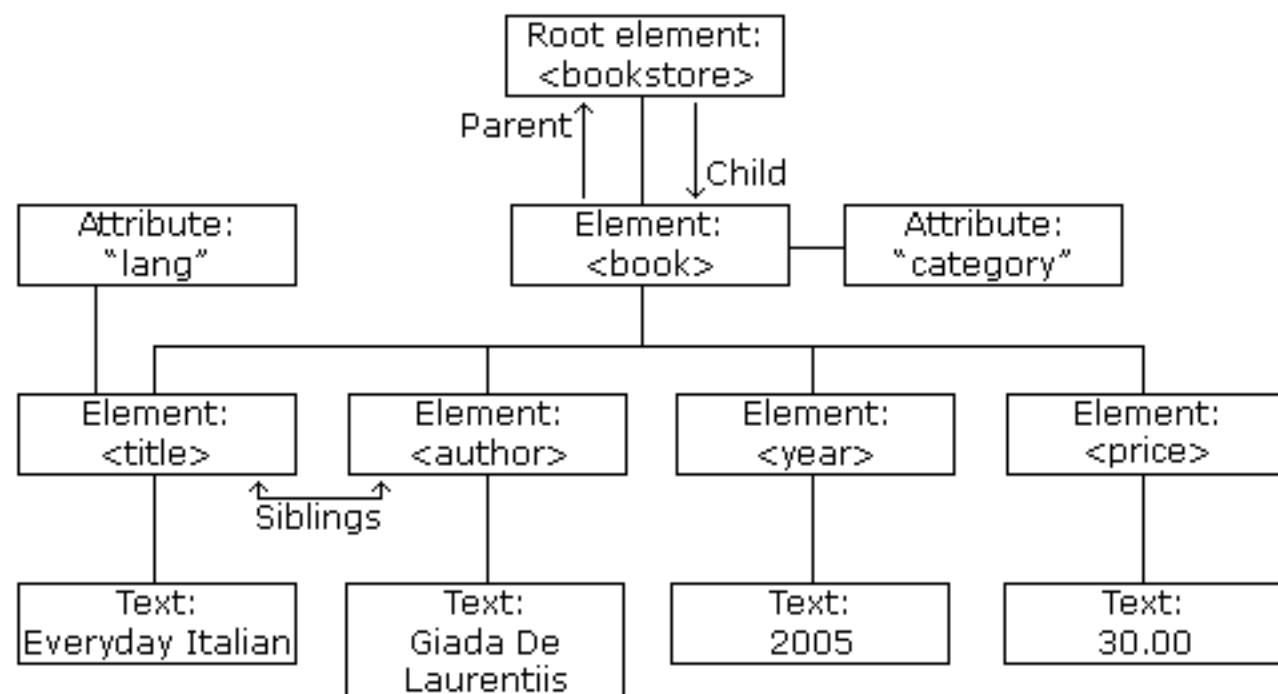 Root element:
<bookstore>
Parent
Child
Attribute:
“lang”
Element:
<book>
Attribute:
“category”
Element:
<title>
Element:
<author>
Element:
<year>
Element:
<price>
Siblings
Text:
Everyday Italian
Text:
Giada De
Laurentiis
Text:
2005
Text:
30.00